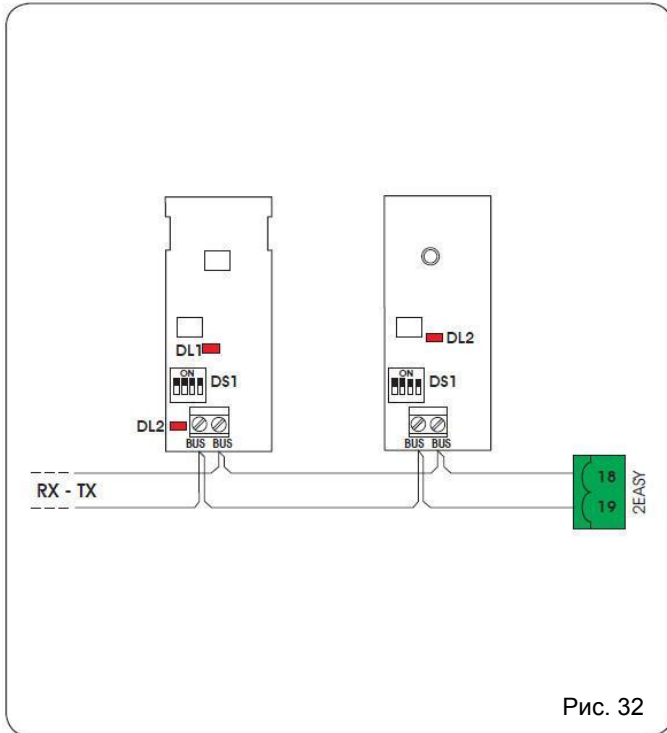 DL1
DL2
ON
DS1
ON
DS1
DL2
BUS BUS
BUS BUS
RX - TX
18
19
2EASY
Рис. 32